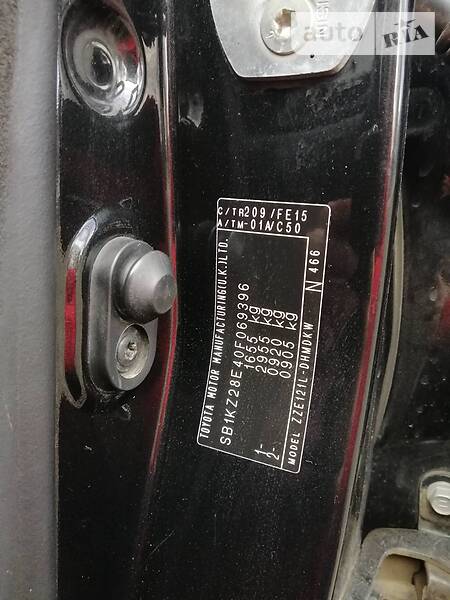 auto RIA
TOYOTA MOTOR MANUFACTURING(U.K.)LTD.
SB1KZ28E40F069396
1655 kg
2955 kg
1- 0920 kg
2- 0905 kg
MODEL ZZE121L-DHMDKW
C/TR209/FE15
A/TM-01A/C50
N 466